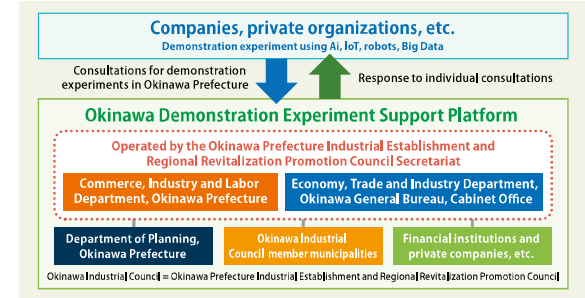 Companies, private organizations, etc.
Demonstration experiment using Ai, IoT, robots, Big Data
Consultations for demonstration
experiments in Okinawa Prefecture
Response to individual consultations
Okinawa Demonstration Experiment Support Platform
Operated by the Okinawa Prefecture Industrial Establishment and
Regional Revitalization Promotion Council Secretariat
Commerce, Industry and Labor
Department, Okinawa Prefecture
Economy, Trade and Industry Department,
Okinawa General Bureau, Cabinet Office
Department of Planning,
Okinawa Prefecture
Okinawa Industrial
Council member municipalities
Financial institutions and
private companies, etc.
Okinawa Industrial Council = Okinawa Prefecture Industrial Establishment and Regional Revitalization Promotion Council